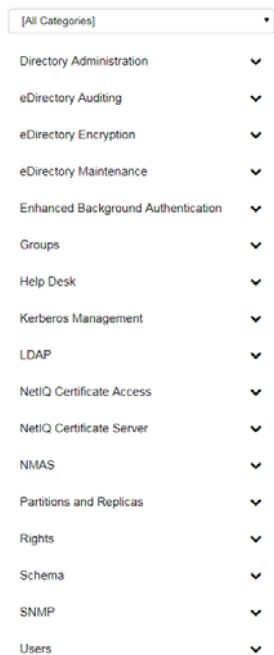 [All Categories]
Directory Administration
eDirectory Auditing
eDirectory Encryption
eDirectory Maintenance
Enhanced Background Authentication
Groups
Help Desk
Kerberos Management
LDAP
NetIQ Certificate Access
NetIQ Certificate Server
NMAS
Partitions and Replicas
Rights
Schema
SNMP
Users